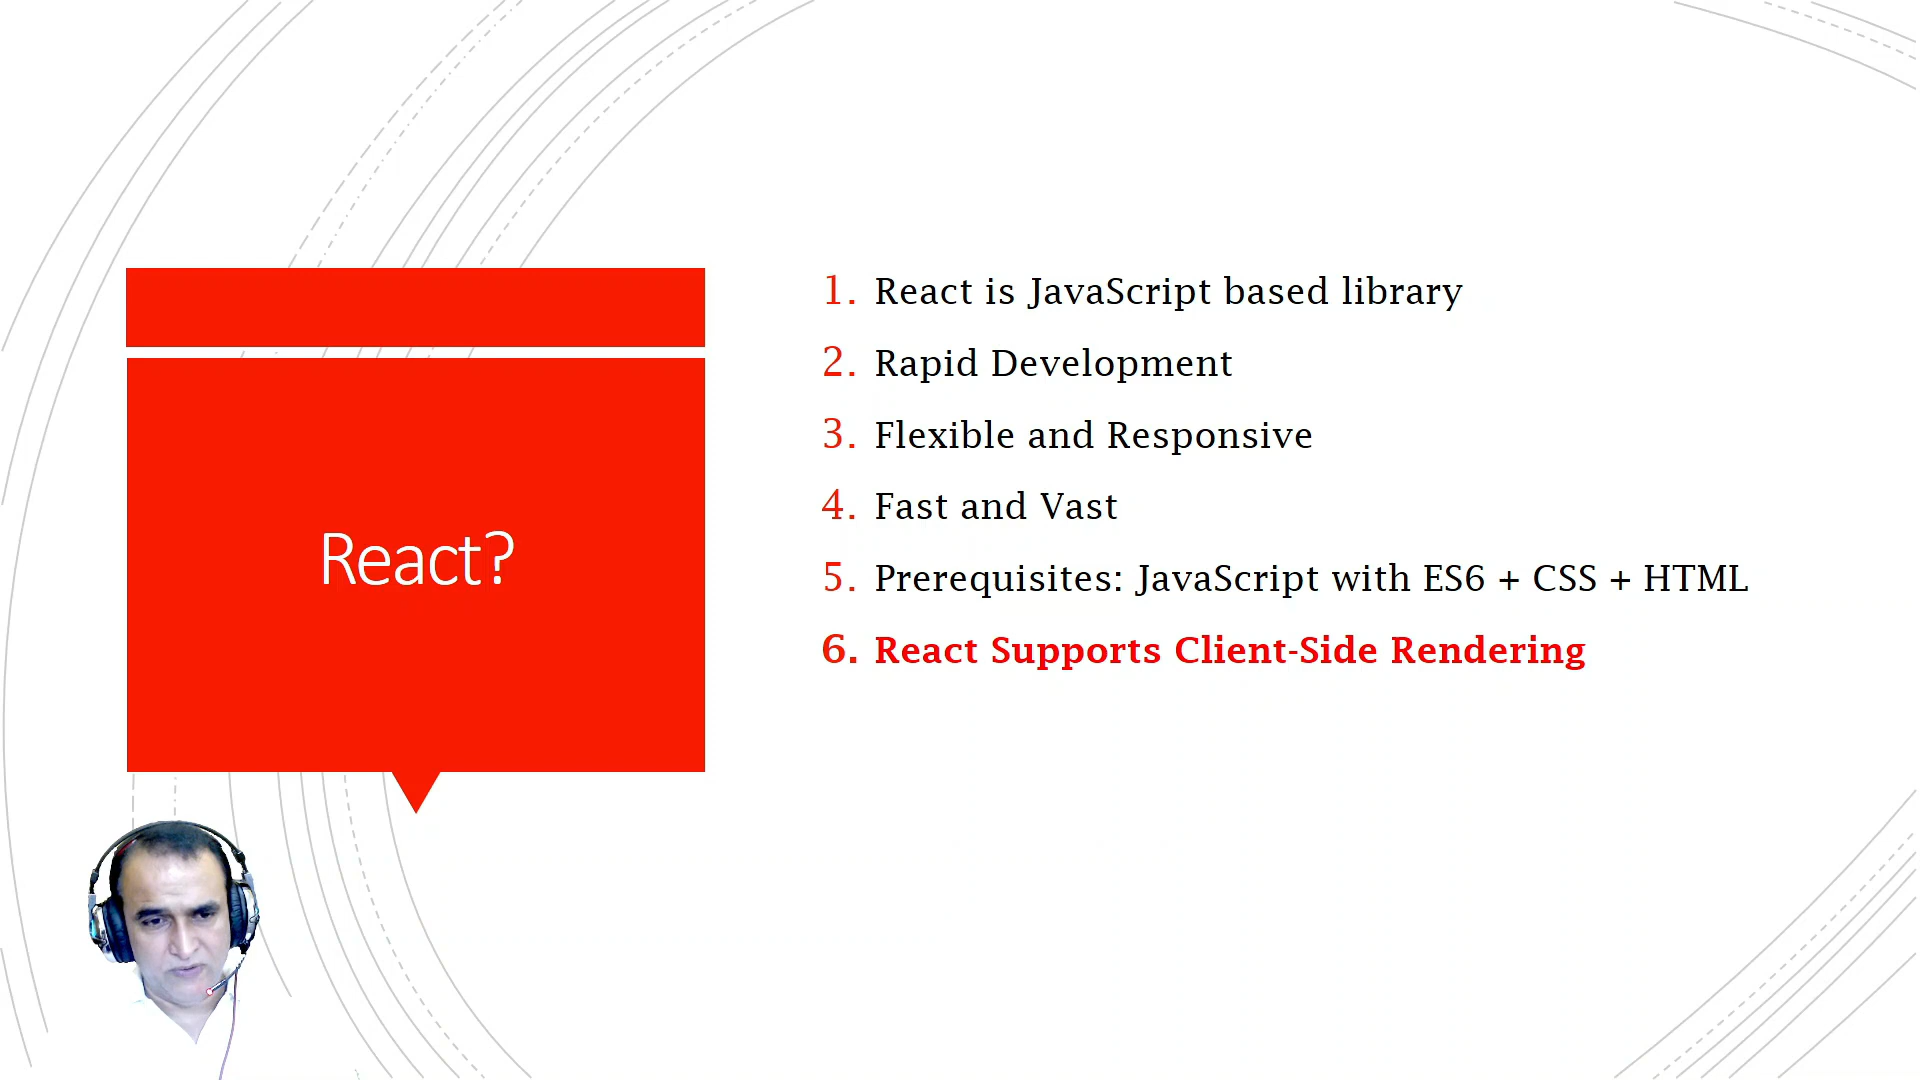 React?
1. React is JavaScript based library
2. Rapid Development
3. Flexible and Responsive
4. Fast and Vast
5. Prerequisites: JavaScript with ES6 + CSS + HTML
6. React Supports Client-Side Rendering